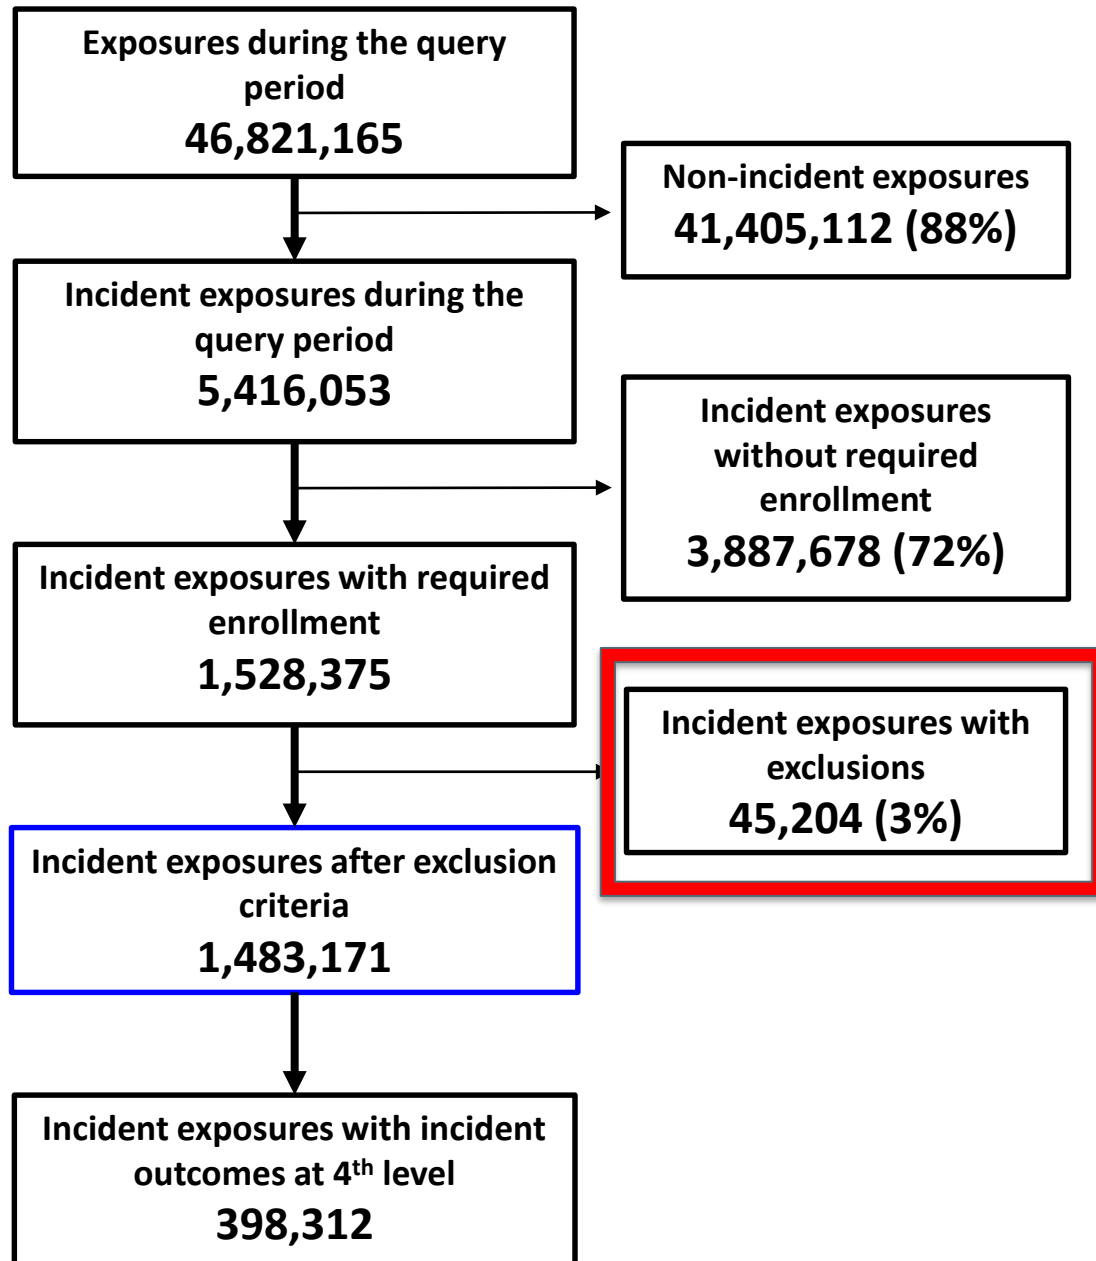 Exposures during the query
period
46,821,165
Non-incident exposures
41,405,112 (88%)
Incident exposures during the
query period
5,416,053
Incident exposures
without required
enrollment
3,887,678 (72%)
Incident exposures with required
enrollment
1,528,375
Incident exposures with
exclusions
45,204 (3%)
Incident exposures after exclusion
criteria
1,483,171
Incident exposures with incident
outcomes at 4th level
398,312